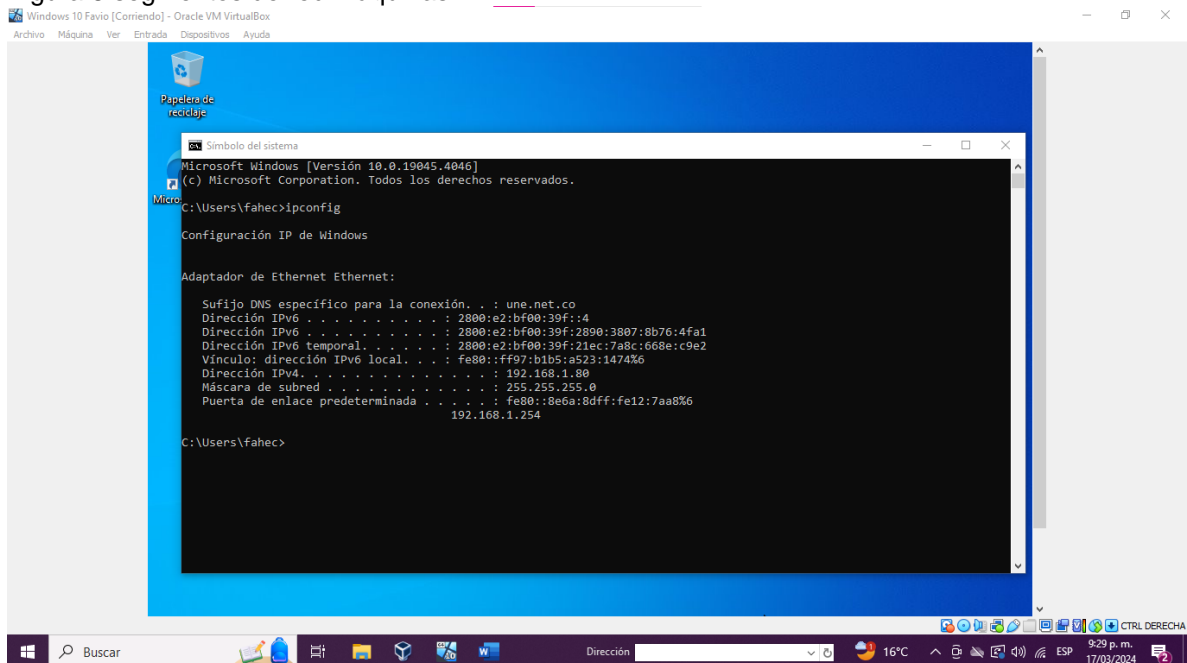 Windows 10 Favio [Corriendo] - Oracle VM VirtualBox
Archivo Máquina Ver Entrada Dispositivos Ayuda
Papelera de
reciclaje
Símbolo del sistema
Microsoft Windows [Versión 10.0.19045.4046]
(c) Microsoft Corporation. Todos los derechos reservados.
Micro
C:\Users\fahec>ipconfig
Configuración IP de Windows
Adaptador de Ethernet Ethernet:
Sufijo DNS específico para la conexión. . : une.net.co
Dirección IPv6 . . . . . . . . . . : 2800:e2:bf00:39f::4
Dirección IPv6 . . . . . . . . . . : 2800:e2:bf00:39f:2890:3807:8b76:4fa1
Dirección IPv6 temporal. . . . . . : 2800:e2:bf00:39f:21ec:7a8c:668e:c9e2
Vínculo: dirección IPv6 local. . . : fe80::ff97:b1b5:a523:1474%6
Dirección IPv4. . . . . . . . . . . . . . : 192.168.1.80
Máscara de subred . . . . . . . . . . . . : 255.255.255.0
Puerta de enlace predeterminada . . . . . : fe80::8e6a:8dff:fe12:7aa8%6
192.168.1.254
C:\Users\fahec>
CTRL DERECHA
Buscar Dirección 16°C ESP 9:29 p. m.
17/03/2024 2